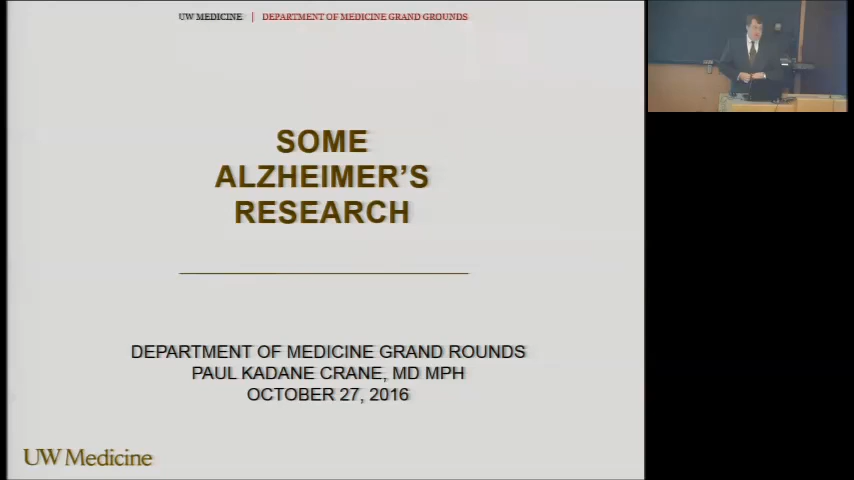 UW MEDICINE | DEPARTMENT OF MEDICINE GRAND GROUNDS
SOME
ALZHEIMER'S
RESEARCH
DEPARTMENT OF MEDICINE GRAND ROUNDS
PAUL KADANE CRANE, MD MPH
OCTOBER 27, 2016
UW Medicine